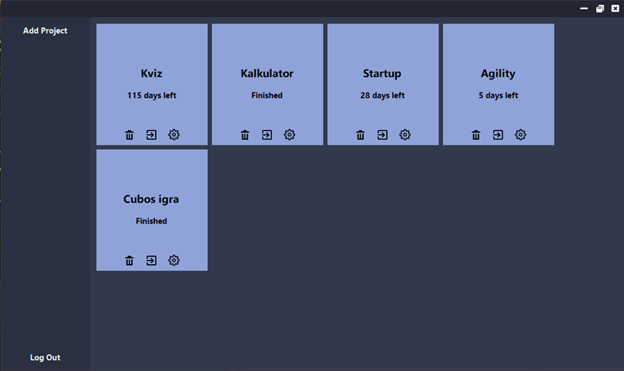 Add Project
Kviz
115 days left
Kalkulator
Finished
Startup
28 days left
Agility
5 days left
Cubos igra
Finished
Log Out